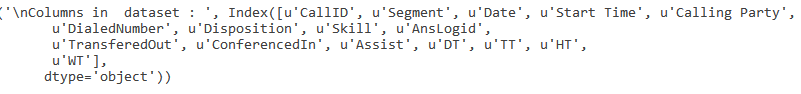 ('\nColumns in  dataset : ', Index([u'CallID', u'Segment', u'Date', u'Start Time', u'Calling Party',
u'DialedNumber', u'Disposition', u'Skill', u'AnsLogid',
u'TransferedOut', u'ConferencedIn', u'Assist', u'DT', u'TT', u'HT',
u'WT'],
dtype='object'))